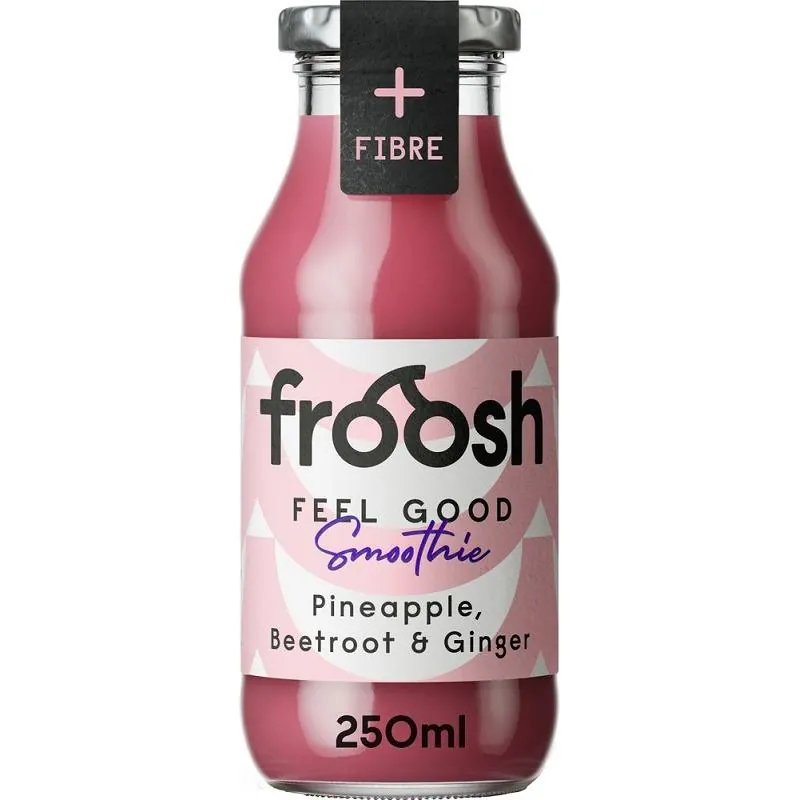 +
FIBRE
froosh
FEEL GOOD
Smoothie
Pineapple,
Beetroot & Ginger
250ml